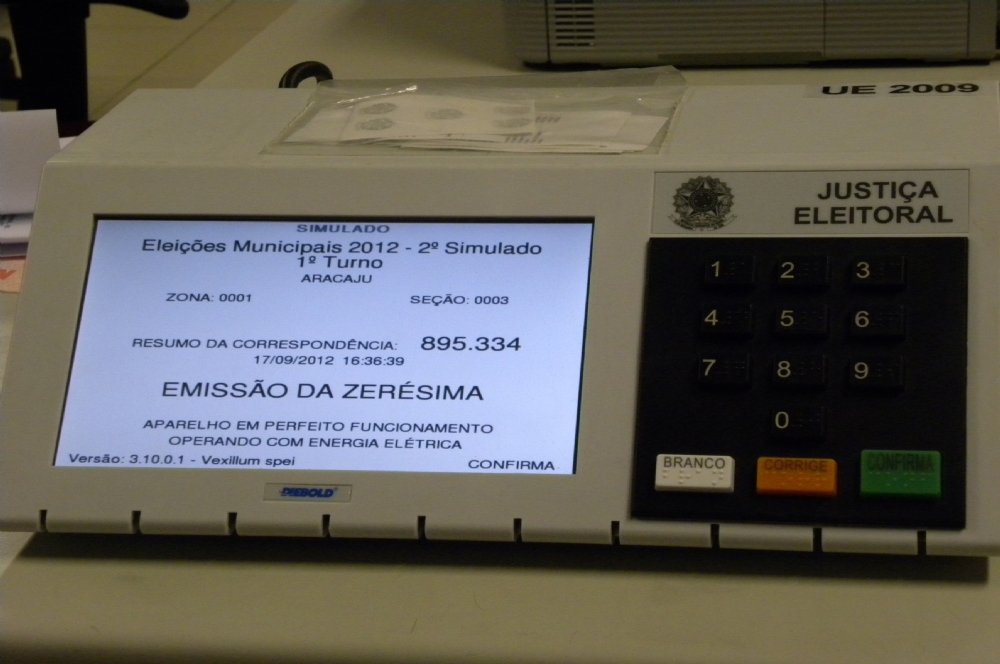 UE 2009
JUSTIÇA
ELEITORAL
SIMULADO
Eleições Municipais 2012 - 2º Simulado
1º Turno
ARACAJU
ZONA: 0001 SEÇÃO: 0003
RESUMO DA CORRESPONDÊNCIA: 895.334
17/09/2012 16:36:39
EMISSÃO DA ZERÉSIMA
APARELHO EM PERFEITO FUNCIONAMENTO
OPERANDO COM ENERGIA ELÉTRICA
Versão: 3.10.0.1 - Vexillum spei CONFIRMA
DIEBOLD
1 2 3
4 5 6
7 8 9
0
BRANCO CORRIGE CONFIRMA